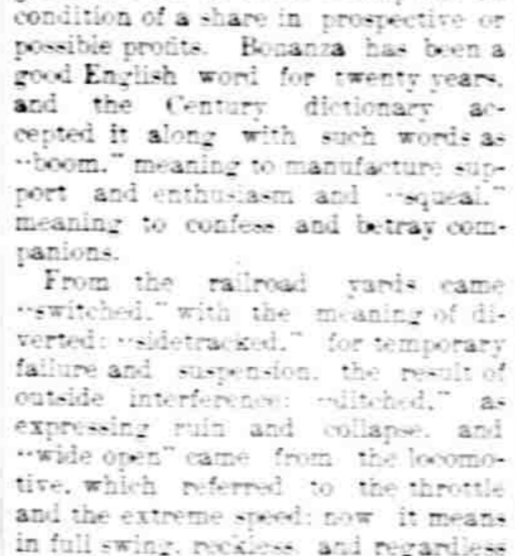 condition of a share in prospective or
possible profits. Bonanza has been a
good English word for twenty years,
and the Century dictionary ac-
cepted it along with such words as
"boom," meaning to manufacture sup-
port and enthusiasm and "squeal,"
meaning to confess and betray com-
panions.
From the railroad yards came
"switched," with the meaning of di-
verted; "sidetracked," for temporary
failure and suspension, the result of
outside interference; "ditched," as
expressing ruin and collapse, and
"wide open" came from the locomo-
tive, which referred to the throttle
and the extreme speed; now it means
in full swing, reckless and regardless